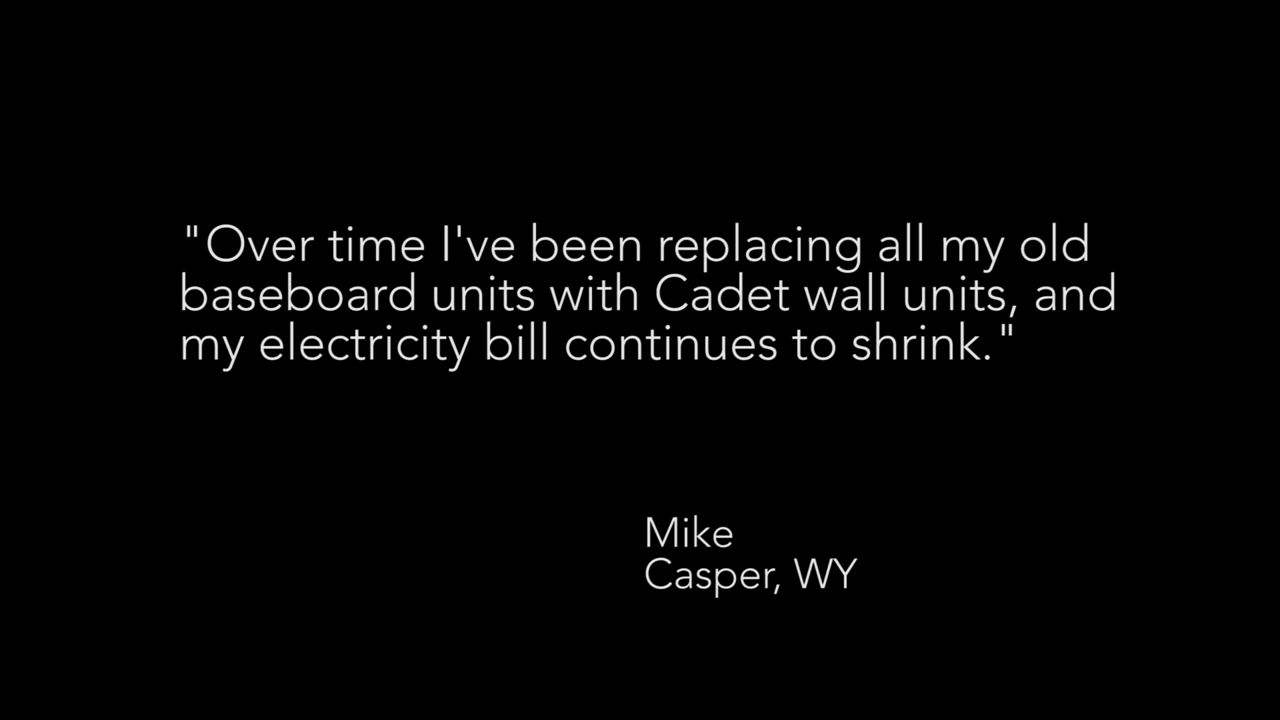 "Over time I've been replacing all my old
baseboard units with Cadet wall units, and
my electricity bill continues to shrink."
Mike
Casper, WY